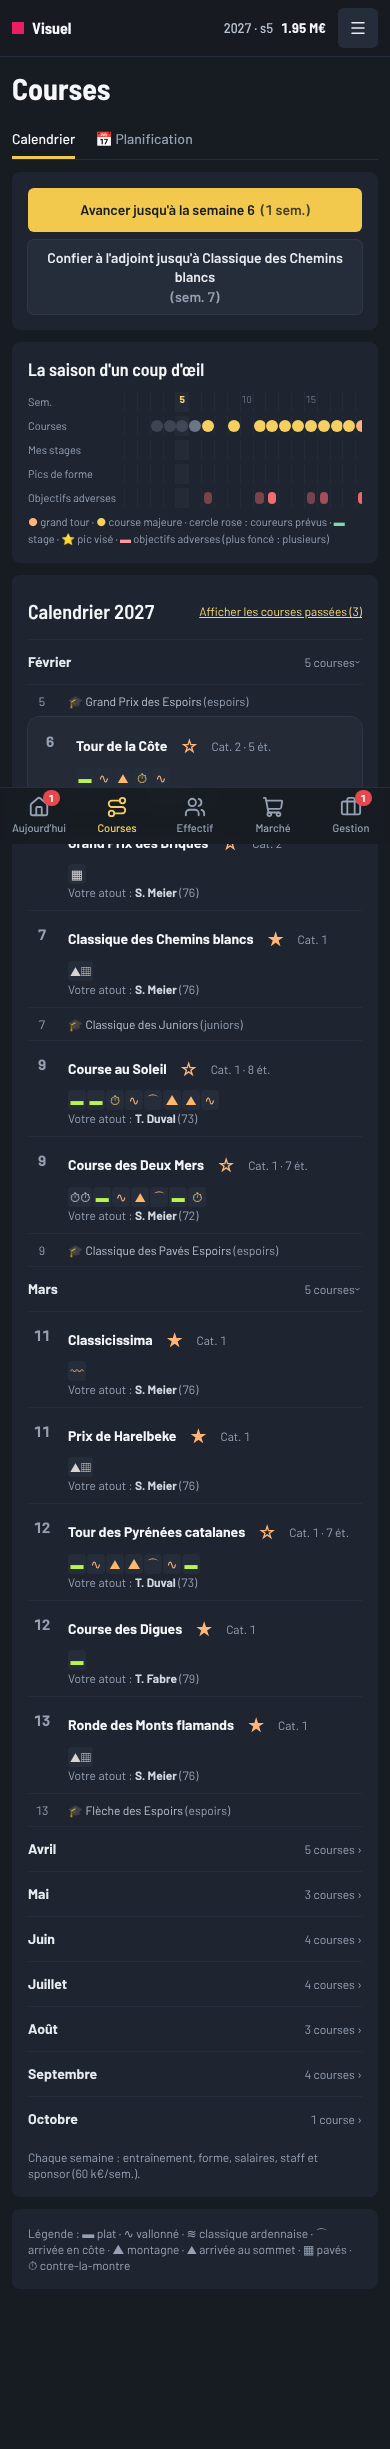 Visuel
2027 · s5 1.95 M€
Courses
Calendrier
📅 Planification
Avancer jusqu'à la semaine 6 (1 sem.)
Confier à l'adjoint jusqu'à Classique des Chemins
blancs
(sem. 7)
La saison d'un coup d'œil
Sem. 5 10 15
Courses
Mes stages
Pics de forme
Objectifs adverses
● grand tour · ● course majeure · cercle rose : coureurs prévus · ▬
stage · ⭐ pic visé · ▬ objectifs adverses (plus foncé : plusieurs)
Calendrier 2027
Afficher les courses passées (3)
Février 5 courses
5 🎓 Grand Prix des Espoirs (espoirs)
6 Tour de la Côte ☆ Cat. 2 · 5 ét.
1 1
Aujourd'hui Courses Effectif Marché Gestion
Grand Prix des Briques ☆ Cat. 2
Votre atout : S. Meier (76)
7 Classique des Chemins blancs ★ Cat. 1
Votre atout : S. Meier (76)
7 🎓 Classique des Juniors (juniors)
9 Course au Soleil ☆ Cat. 1 · 8 ét.
Votre atout : T. Duval (73)
9 Course des Deux Mers ☆ Cat. 1 · 7 ét.
Votre atout : S. Meier (72)
9 🎓 Classique des Pavés Espoirs (espoirs)
Mars 5 courses
11 Classicissima ★ Cat. 1
Votre atout : S. Meier (76)
11 Prix de Harelbeke ★ Cat. 1
Votre atout : S. Meier (76)
12 Tour des Pyrénées catalanes ☆ Cat. 1 · 7 ét.
Votre atout : T. Duval (73)
12 Course des Digues ★ Cat. 1
Votre atout : T. Fabre (79)
13 Ronde des Monts flamands ★ Cat. 1
Votre atout : S. Meier (76)
13 🎓 Flèche des Espoirs (espoirs)
Avril 5 courses ›
Mai 3 courses ›
Juin 4 courses ›
Juillet 4 courses ›
Août 3 courses ›
Septembre 4 courses ›
Octobre 1 course ›
Chaque semaine : entraînement, forme, salaires, staff et
sponsor (60 k€/sem.).
Légende : ▬ plat · ∿ vallonné · ≋ classique ardennaise · ⌒
arrivée en côte · ▲ montagne · ▲ arrivée au sommet · ▦ pavés ·
⏱ contre-la-montre